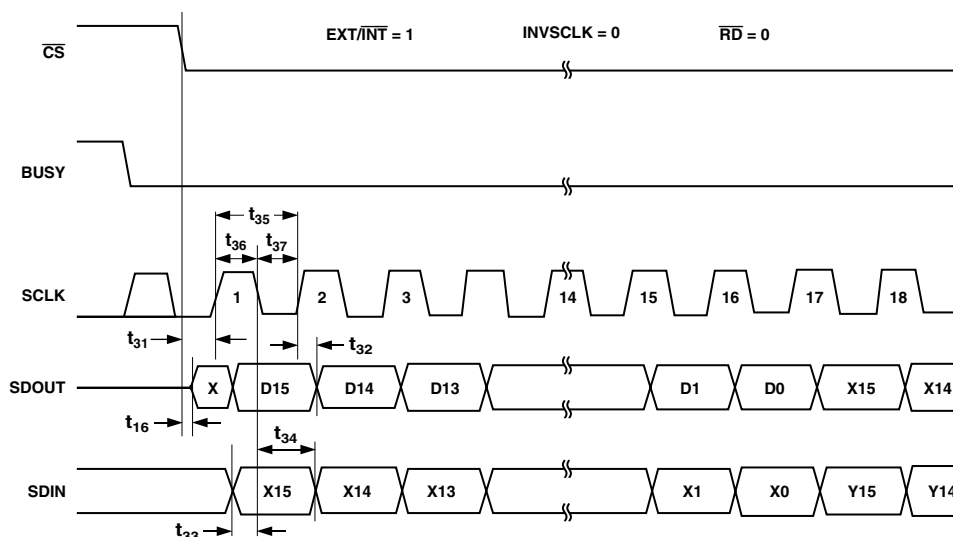 EXT/INT = 1 INVSCLK = 0 RD = 0
CS
BUSY
t35
t36 t37
SCLK 1 2 3 14 15 16 17 18
t31 t32
SDOUT X D15 D14 D13 D1 D0 X15 X14
t16
t34
SDIN X15 X14 X13 X1 X0 Y15 Y14
t33